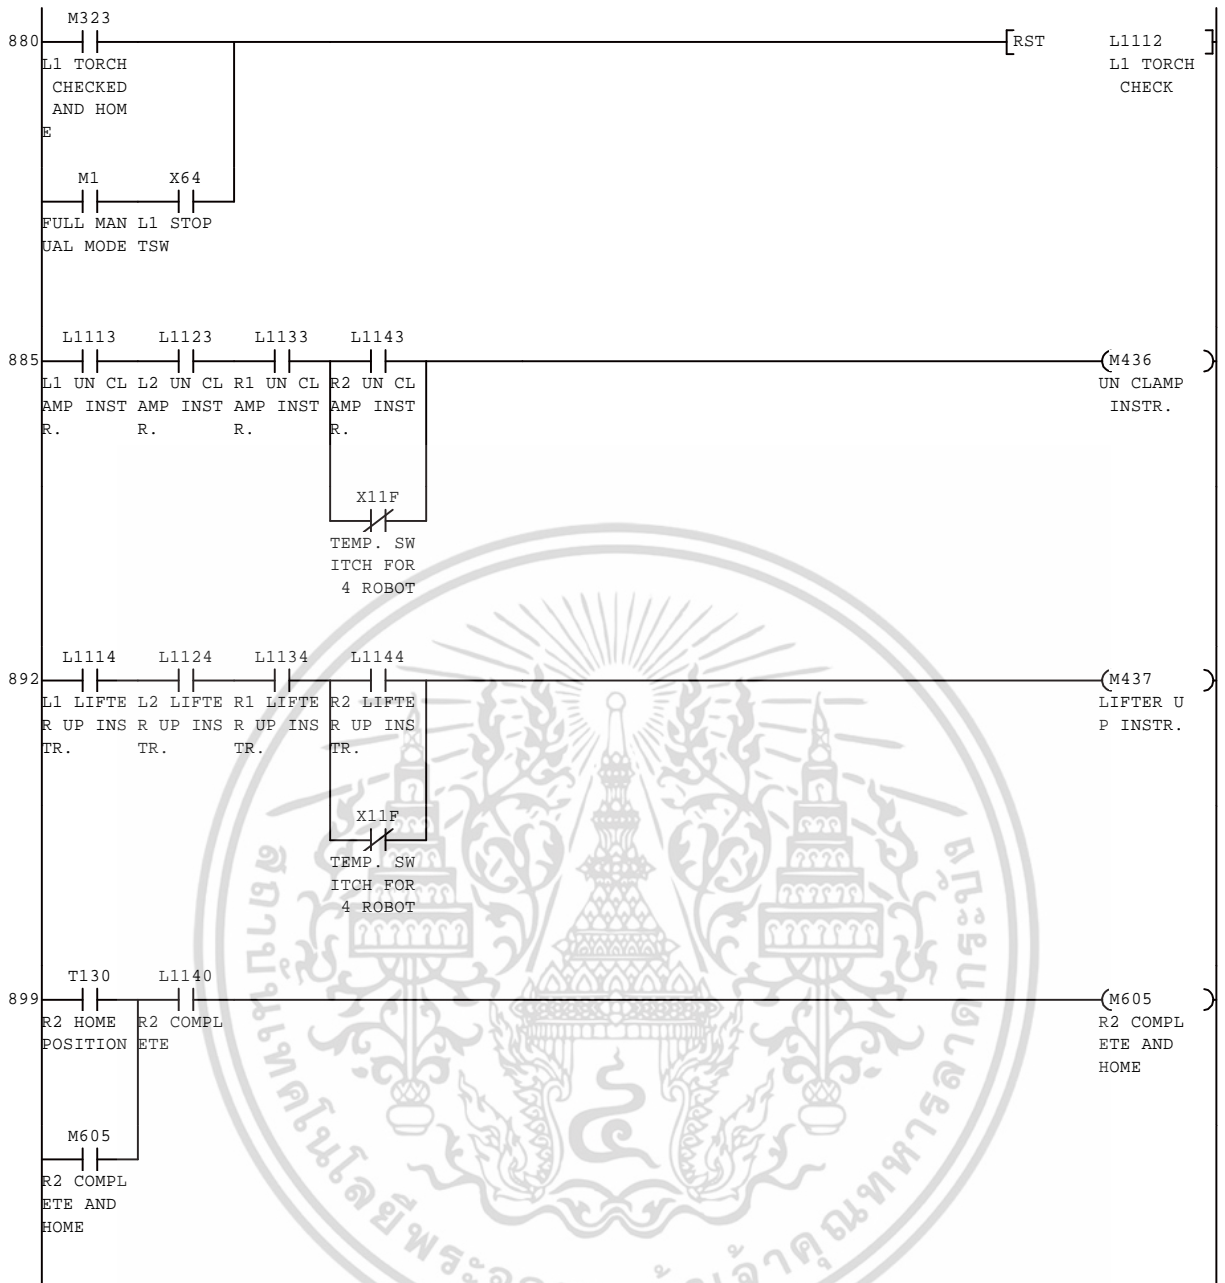 M323
880
RST L1112
L1 TORCH
CHECKED
AND HOM
E
L1 TORCH
CHECK
M1 X64
FULL MAN L1 STOP
UAL MODE TSW
L1113 L1123 L1133 L1143
885
M436
L1 UN CL L2 UN CL R1 UN CL R2 UN CL
AMP INST AMP INST AMP INST AMP INST
R. R. R. R.
UN CLAMP
INSTR.
X11F
TEMP. SW
ITCH FOR
4 ROBOT
L1114 L1124 L1134 L1144
892
M437
L1 LIFTE L2 LIFTE R1 LIFTE R2 LIFTE
R UP INS R UP INS R UP INS R UP INS
TR. TR. TR. TR.
LIFTER U
P INSTR.
X11F
TEMP. SW
ITCH FOR
4 ROBOT
T130 L1140
899
M605
R2 HOME R2 COMPL
POSITION ETE
R2 COMPL
ETE AND
HOME
M605
R2 COMPL
ETE AND
HOME